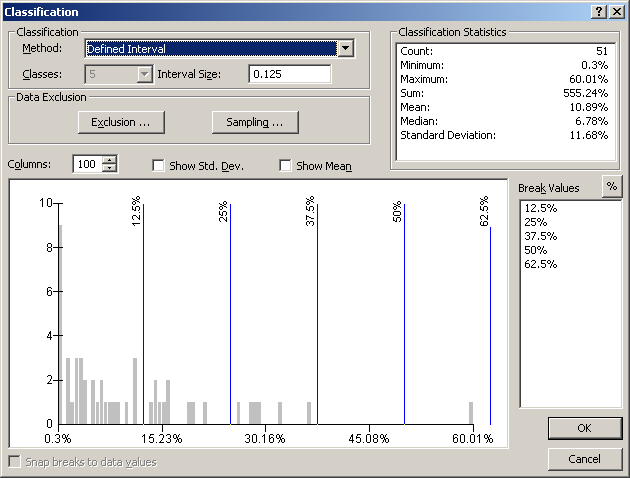 Classification
Classification
Method: Defined Interval
Classes: 5 Interval Size: 0.125
Data Exclusion
Exclusion ... Sampling ...
Classification Statistics
Count: 51
Minimum: 0.3%
Maximum: 60.01%
Sum: 555.24%
Mean: 10.89%
Median: 6.78%
Standard Deviation: 11.68%
Columns: 100 Show Std. Dev. Show Mean
10
8
6
4
2
0
12.5% 25% 37.5% 50% 62.5%
0.3% 15.23% 30.16% 45.08% 60.01%
Break Values %
12.5%
25%
37.5%
50%
62.5%
Snap breaks to data values
OK
Cancel